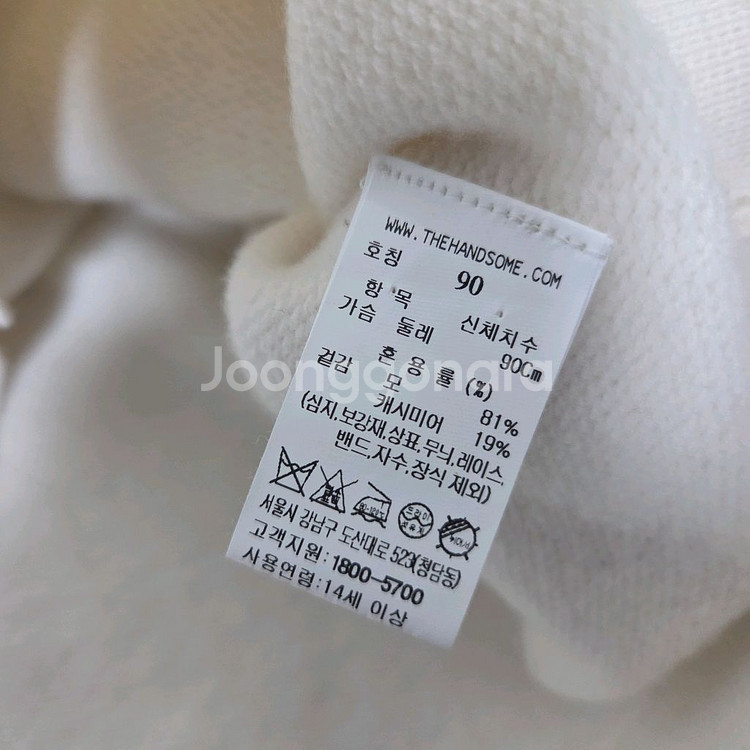 WWW.THEHANDSOME.COM
호칭 90
항 목 신체치수
가슴 둘레 90Cm
겉감 혼 용 률 (%)
모 81%
캐시미어 19%
(심지,보강재,상표,무늬,레이스,
밴드,자수,장식 제외)
드라이
서울시 강남구 도산대로 523(청담동)
고객지원:1800-5700
사용연령:14세 이상
Joonggonara